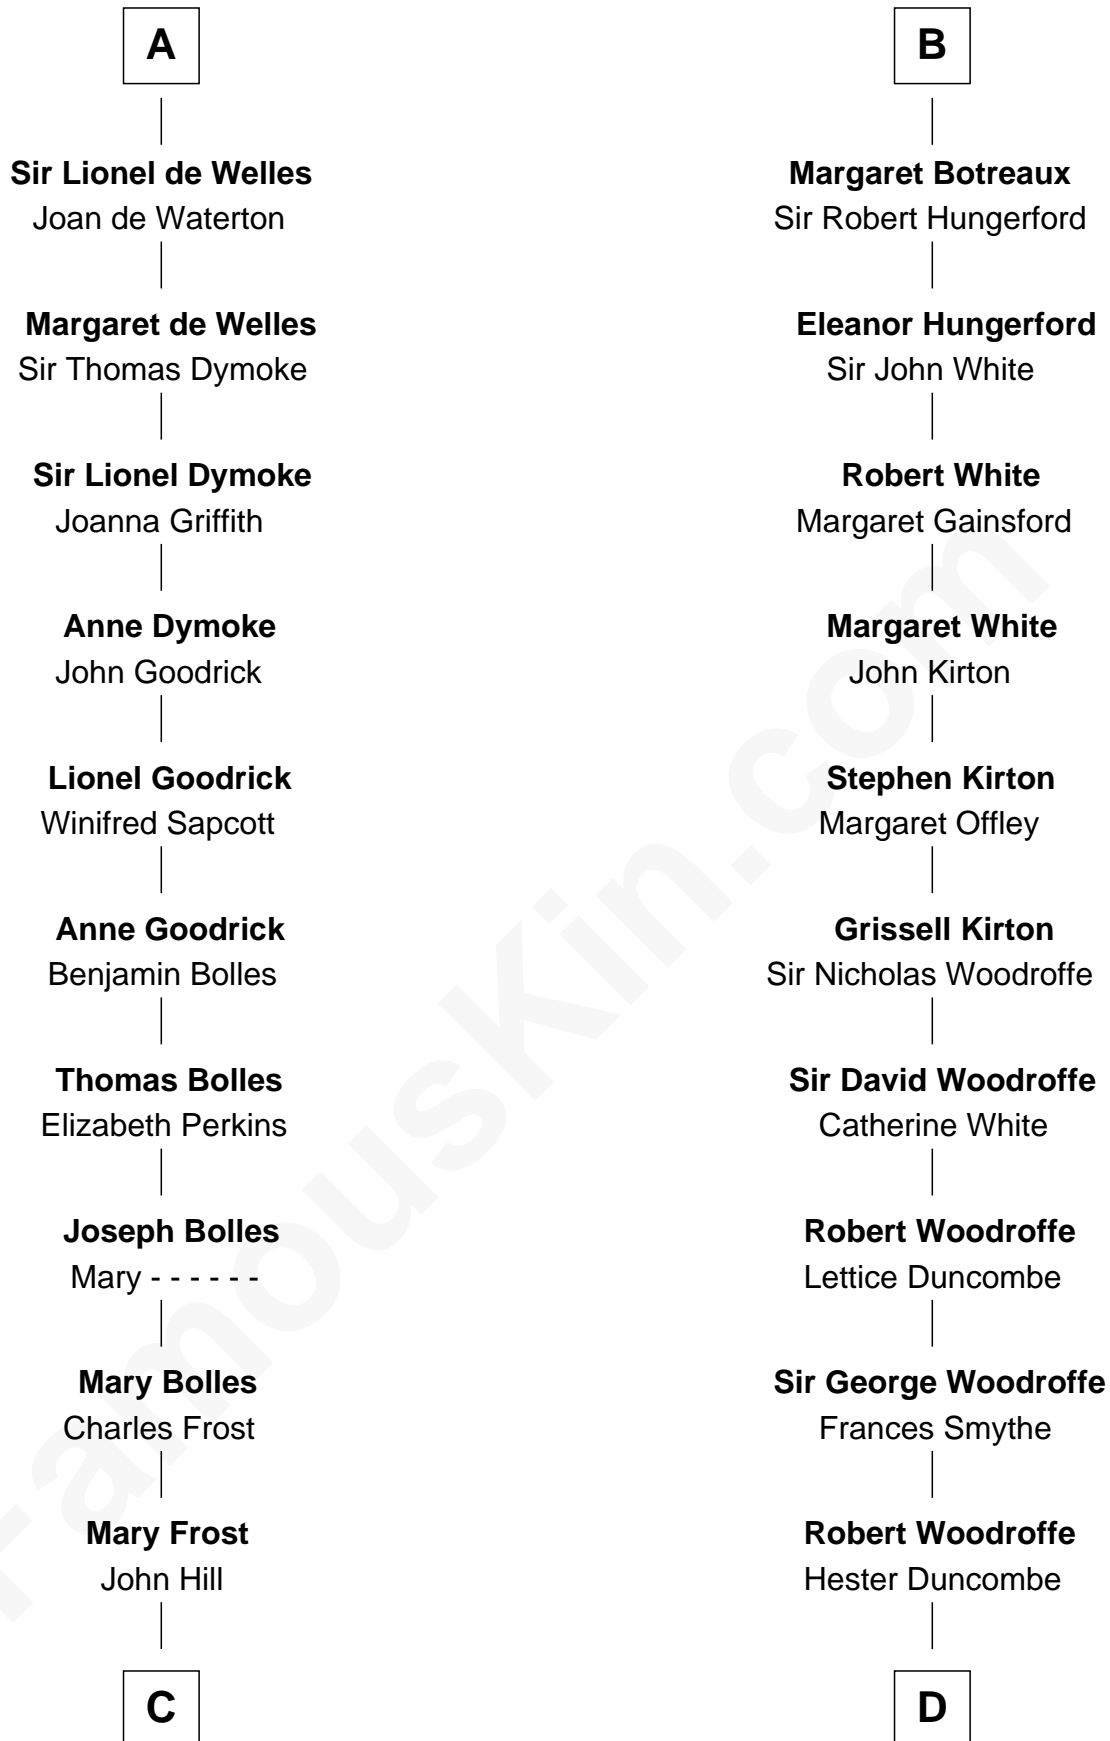 A
Sir Lionel de Welles
Joan de Waterton
Margaret de Welles
Sir Thomas Dymoke
Sir Lionel Dymoke
Joanna Griffith
Anne Dymoke
John Goodrick
Lionel Goodrick
Winifred Sapcott
Anne Goodrick
Benjamin Bolles
Thomas Bolles
Elizabeth Perkins
Joseph Bolles
Mary - - - - - -
Mary Bolles
Charles Frost
Mary Frost
John Hill
C
B
Margaret Botreaux
Sir Robert Hungerford
Eleanor Hungerford
Sir John White
Robert White
Margaret Gainsford
Margaret White
John Kirton
Stephen Kirton
Margaret Offley
Grissell Kirton
Sir Nicholas Woodroffe
Sir David Woodroffe
Catherine White
Robert Woodroffe
Lettice Duncombe
Sir George Woodroffe
Frances Smythe
Robert Woodroffe
Hester Duncombe
D
FamousKin.com